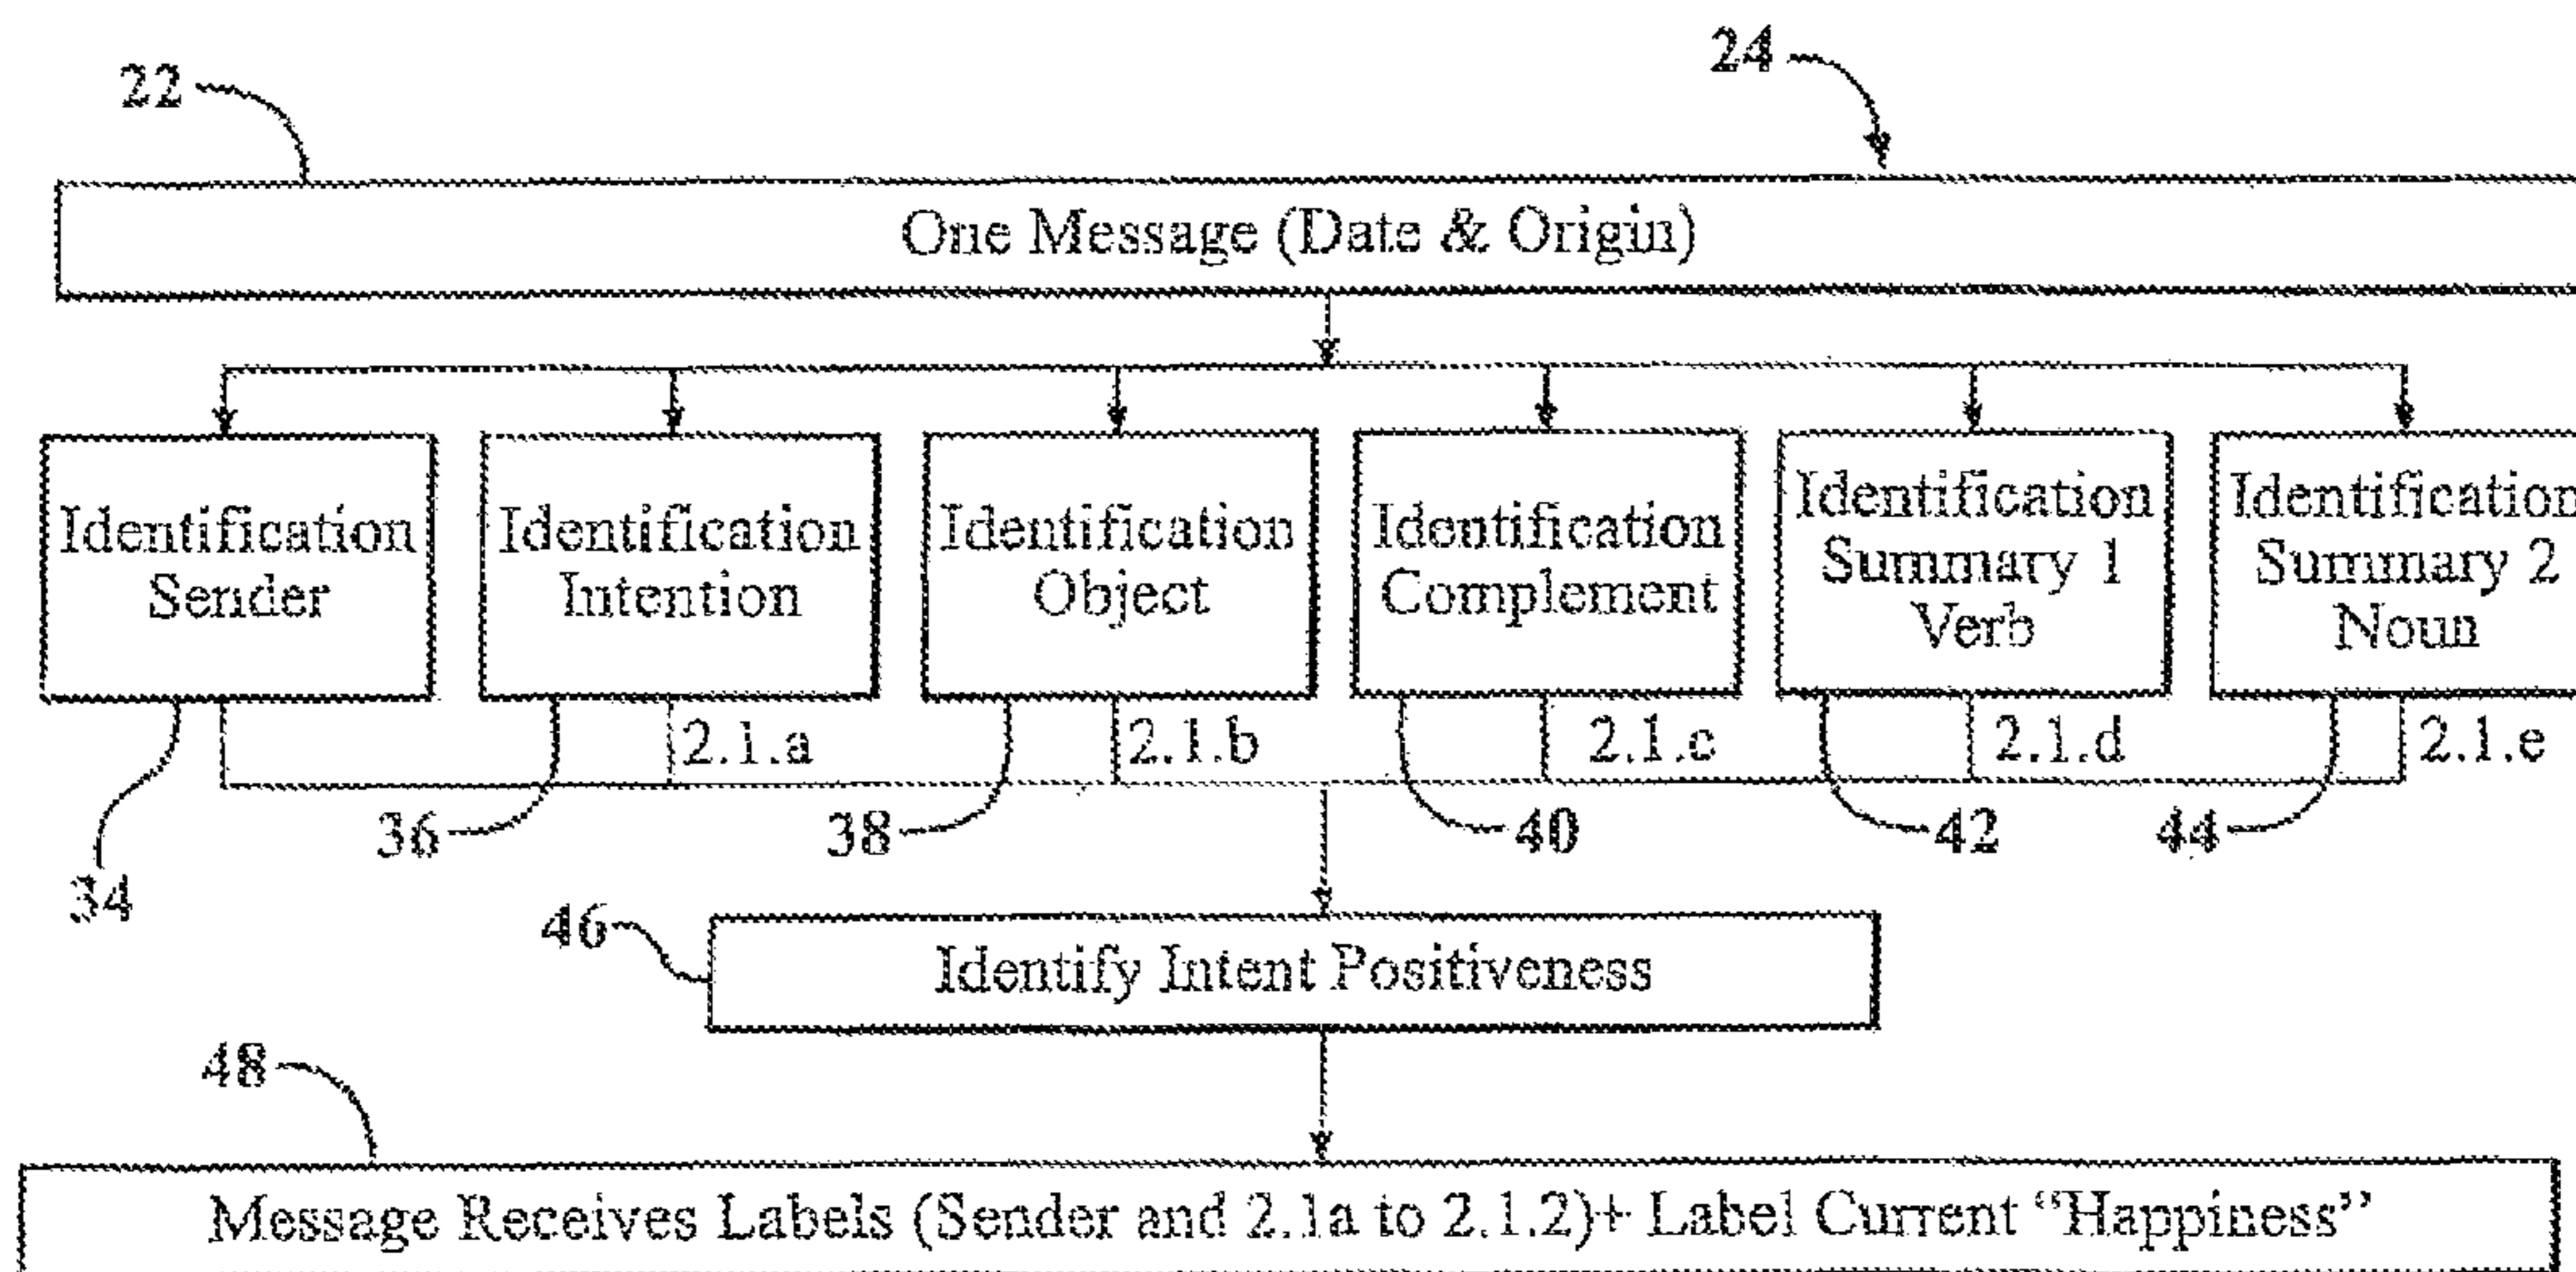 22
24
One Message (Date & Origin)
Identification
Sender
Identification
Intention
Identification
Object
Identification
Complement
Identification
Summary 1
Verb
Identification
Summary 2
Noun
2.1.a
2.1.b
2.1.c
2.1.d
2.1.e
34
36
38
40
42
44
46
Identify Intent Positiveness
48
Message Receives Labels (Sender and 2.1a to 2.1.2)+ Label Current “Happiness”